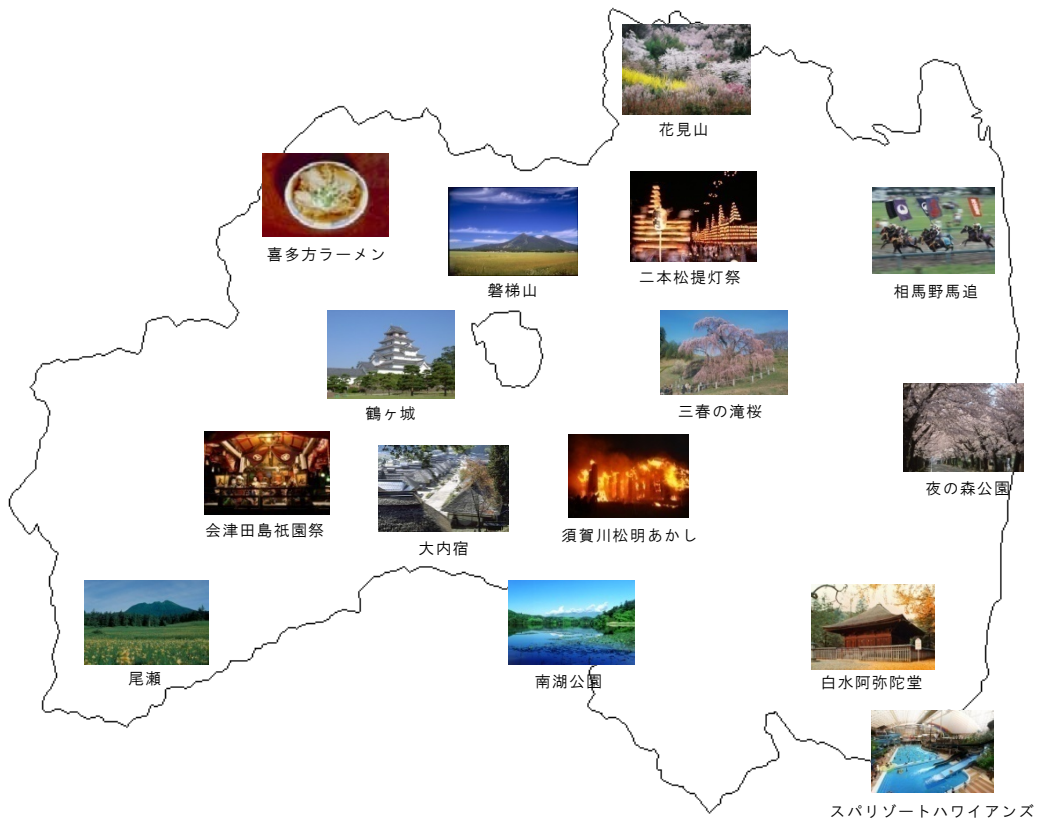 花見山
喜多方ラーメン
磐梯山
二本松提灯祭
相馬野馬追
鶴ヶ城
三春の滝桜
夜の森公園
会津田島祇園祭
大内宿
須賀川松明あかし
尾瀬
南湖公園
白水阿弥陀堂
スパリゾートハワイアンズ